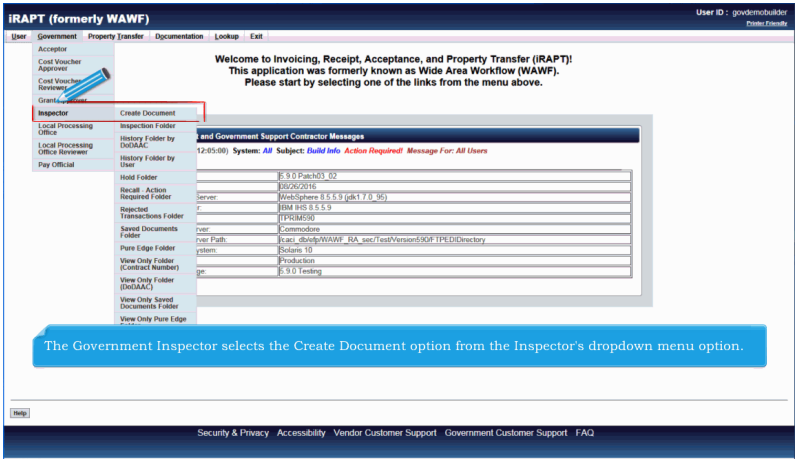 iRAPT (formerly WAWF)
User ID : govdemobuilder
Printer Friendly
User Government Property Transfer Documentation Lookup Exit
Acceptor
Cost Voucher
Approver
Cost Voucher
Reviewer
Inspector
Local Processing
Office
Local Processing
Office Reviewer
Pay Official
Create Document
Inspection Folder
History Folder by
DoDAAC
History Folder by
User
Hold Folder
Recall - Action
Required Folder
Rejected
Transactions Folder
Saved Documents
Folder
Pure Edge Folder
View Only Folder
(Contract Number)
View Only Folder
(DoDAAC)
View Only Saved
Documents Folder
View Only Pure Edge
Welcome to Invoicing, Receipt, Acceptance, and Property Transfer (iRAPT)!
This application was formerly known as Wide Area Workflow (WAWF).
Please start by selecting one of the links from the menu above.
and Government Support Contractor Messages
12:05:00) System: All Subject: Build Info Action Required! Message For: All Users
5.9.0 Patch03_02
08/26/2016
Server: WebSphere 8.5.5.9 (jdk1.7.0_95)
r: IBM IHS 8.5.5.9
TPRIM590
rver: Commodore
rver Path: /caci_db/efp/WAWF_RA_sec/Test/Version590/FTPEDIDirectory
ystem: Solaris 10
Production
ge: 5.9.0 Testing
The Government Inspector selects the Create Document option from the Inspector's dropdown menu option.
Help
Security & Privacy Accessibility Vendor Customer Support Government Customer Support FAQ